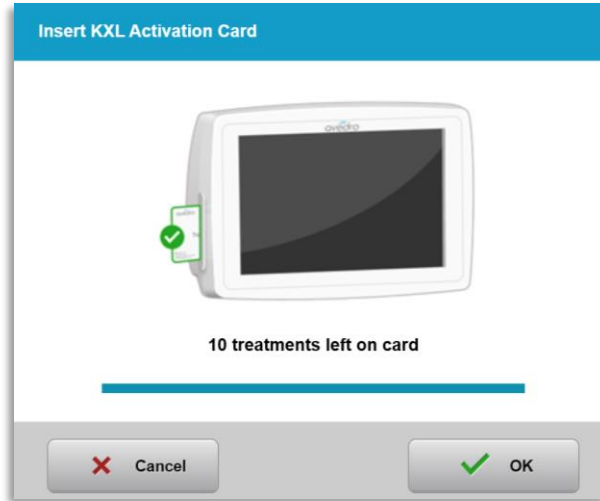 Insert KXL Activation Card
avedro
10 treatments left on card
Cancel
OK